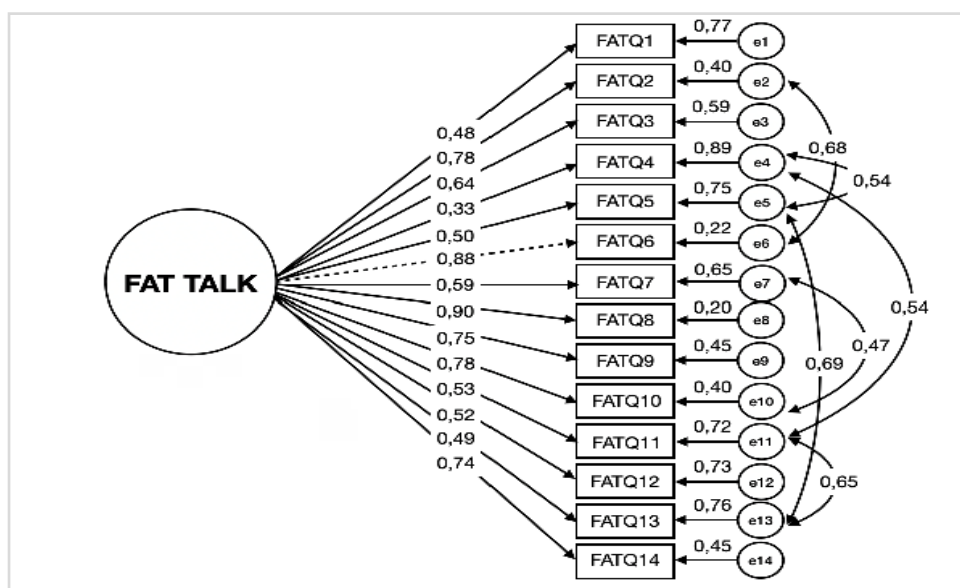 FATQ1 0,77 e1
FATQ2 0,40 e2
FATQ3 0,59 e3
0,48
FATQ4 0,89 e4 0,68
0,78
0,64
FATQ5 0,75 e5 0,54
0,33
0,50
FATQ6 0,22 e6
0,88
FAT TALK
0,59
FATQ7 0,65 e7
0,90
FATQ8 0,20 e8 0,54
0,75
FATQ9 0,45 e9 0,69 0,47
0,78
0,53
FATQ10 0,40 e10
0,52
0,49
FATQ11 0,72 e11
0,74
FATQ12 0,73 e12 0,65
FATQ13 0,76 e13
FATQ14 0,45 e14